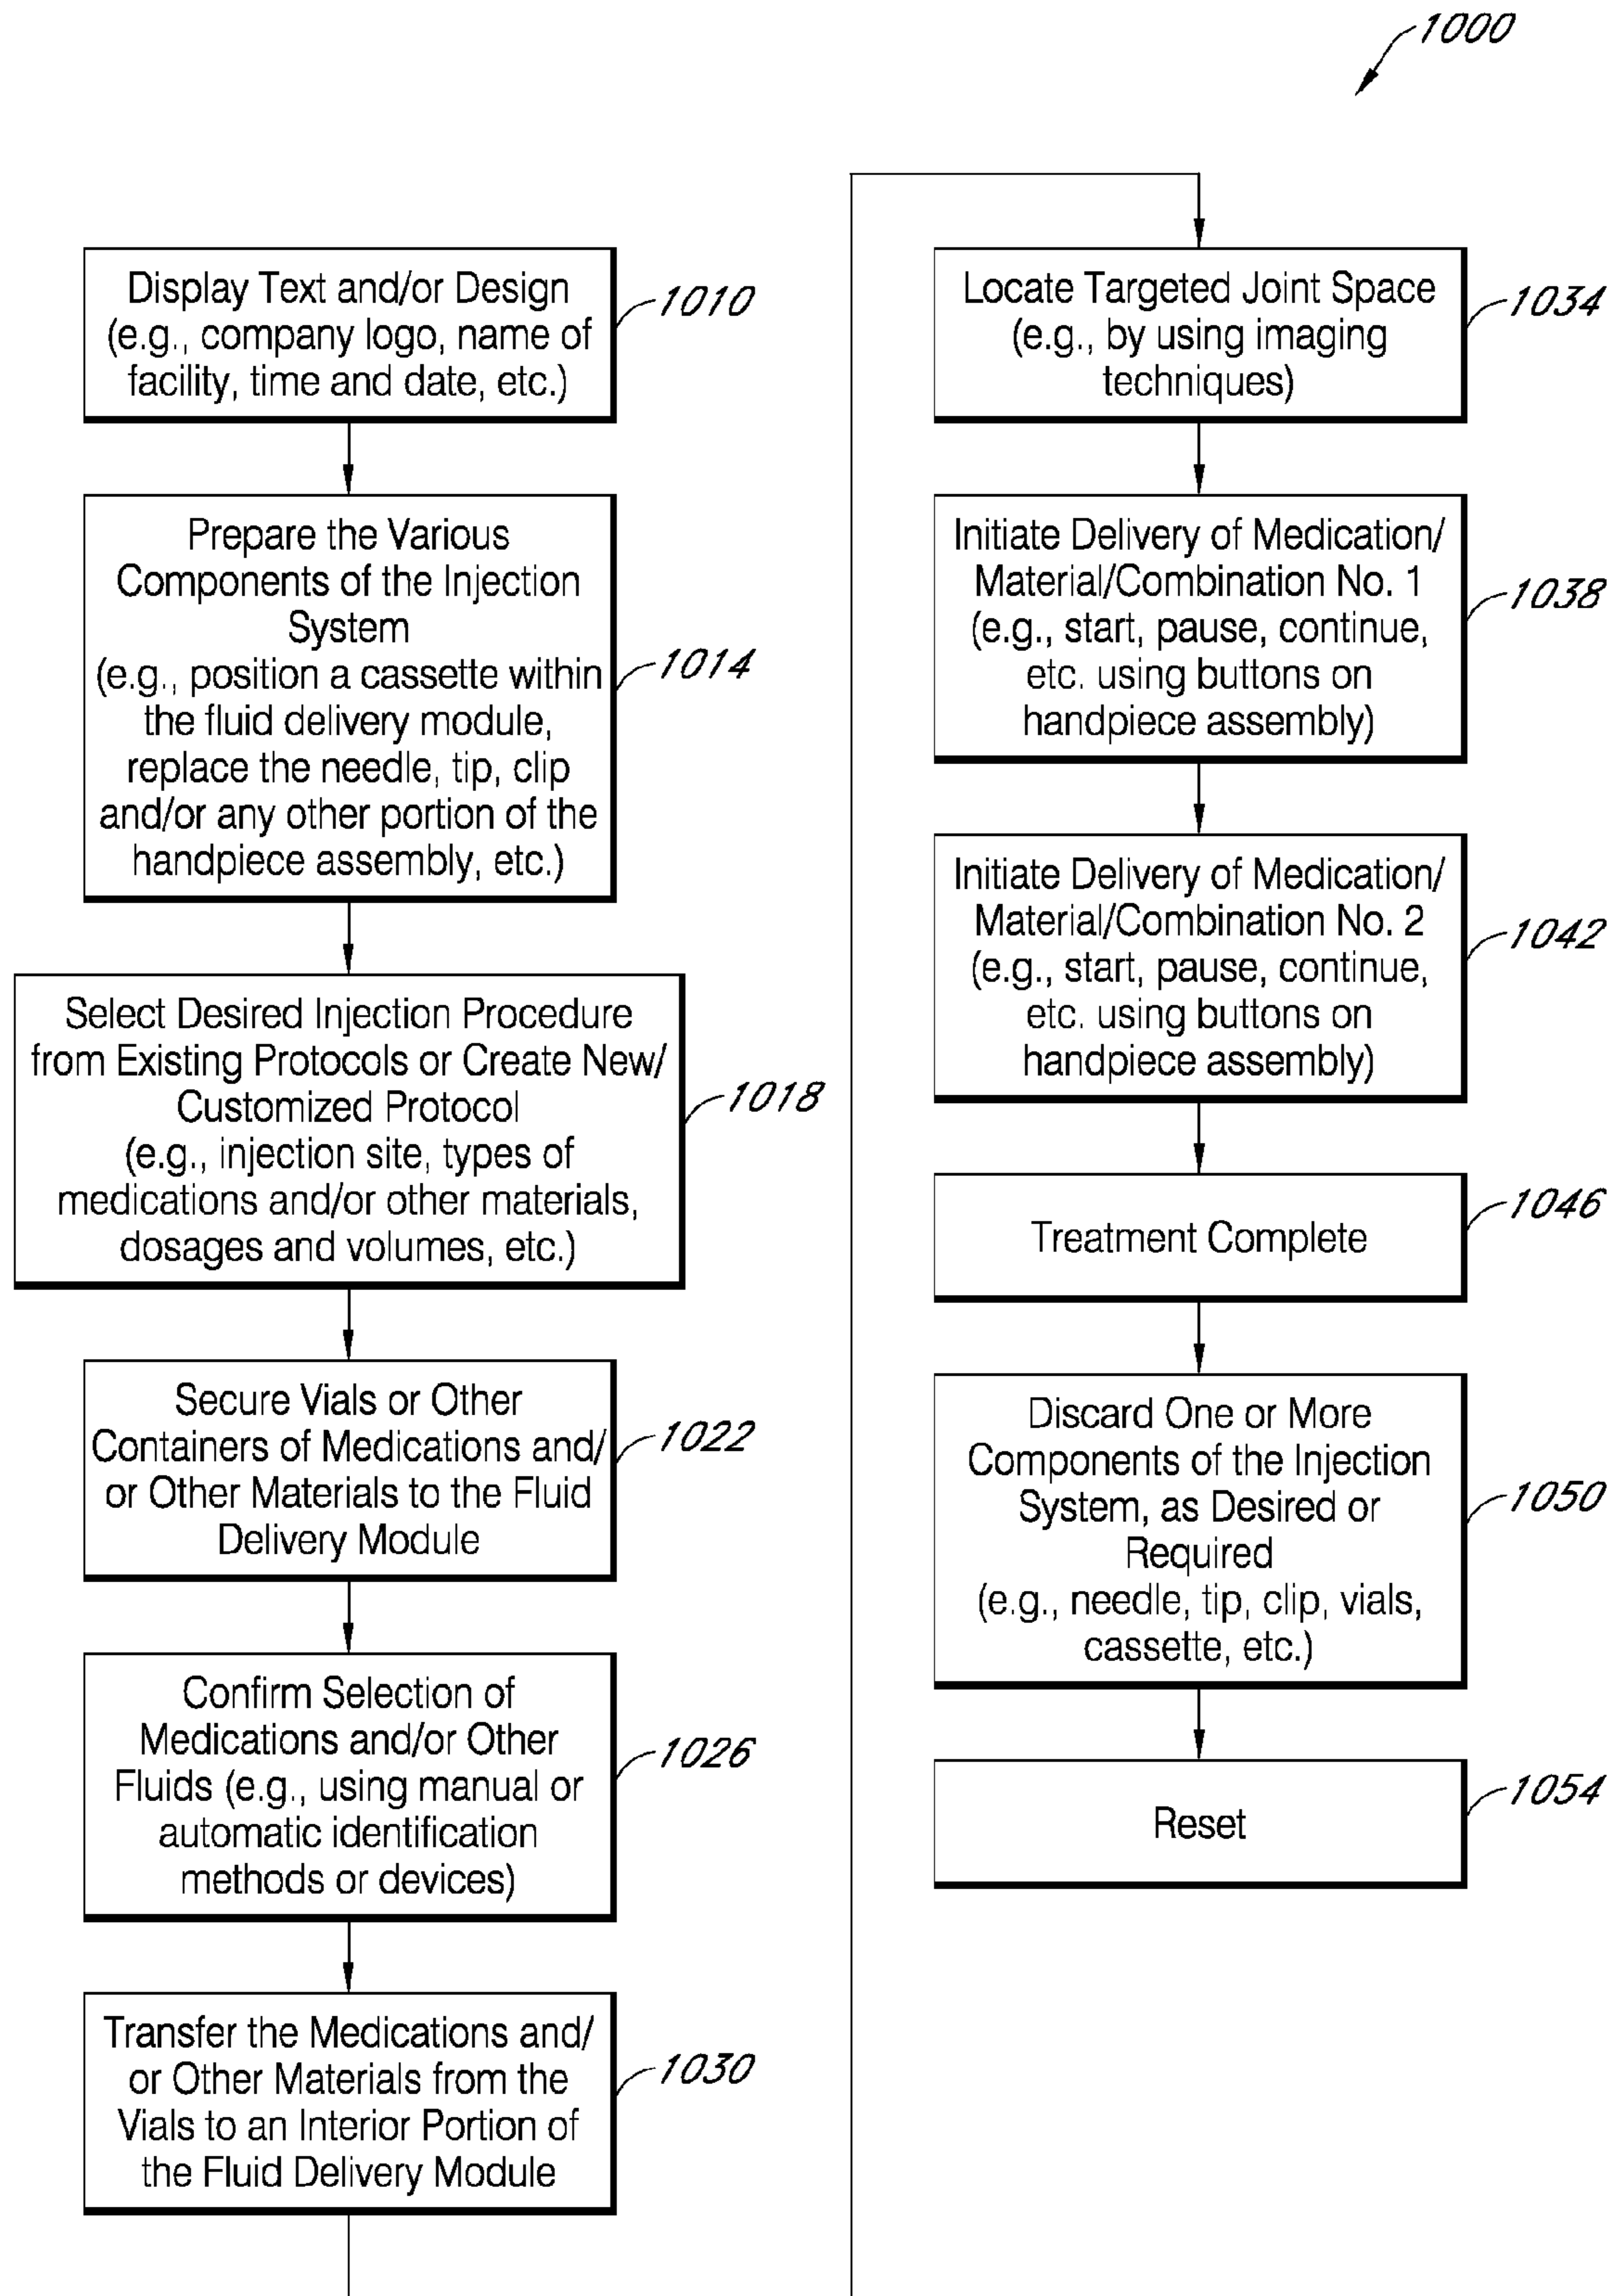 1000
Display Text and/or Design
(e.g., company logo, name of
facility, time and date, etc.)
1010
Prepare the Various
Components of the Injection
System
(e.g., position a cassette within
the fluid delivery module,
replace the needle, tip, clip
and/or any other portion of the
handpiece assembly, etc.)
1014
Select Desired Injection Procedure
from Existing Protocols or Create New/
Customized Protocol
(e.g., injection site, types of
medications and/or other materials,
dosages and volumes, etc.)
1018
Secure Vials or Other
Containers of Medications and/
or Other Materials to the Fluid
Delivery Module
1022
Confirm Selection of
Medications and/or Other
Fluids (e.g., using manual or
automatic identification
methods or devices)
1026
Transfer the Medications and/
or Other Materials from the
Vials to an Interior Portion of
the Fluid Delivery Module
1030
Locate Targeted Joint Space
(e.g., by using imaging
techniques)
1034
Initiate Delivery of Medication/
Material/Combination No. 1
(e.g., start, pause, continue,
etc. using buttons on
handpiece assembly)
1038
Initiate Delivery of Medication/
Material/Combination No. 2
(e.g., start, pause, continue,
etc. using buttons on
handpiece assembly)
1042
Treatment Complete
1046
Discard One or More
Components of the Injection
System, as Desired or
Required
(e.g., needle, tip, clip, vials,
cassette, etc.)
1050
Reset
1054